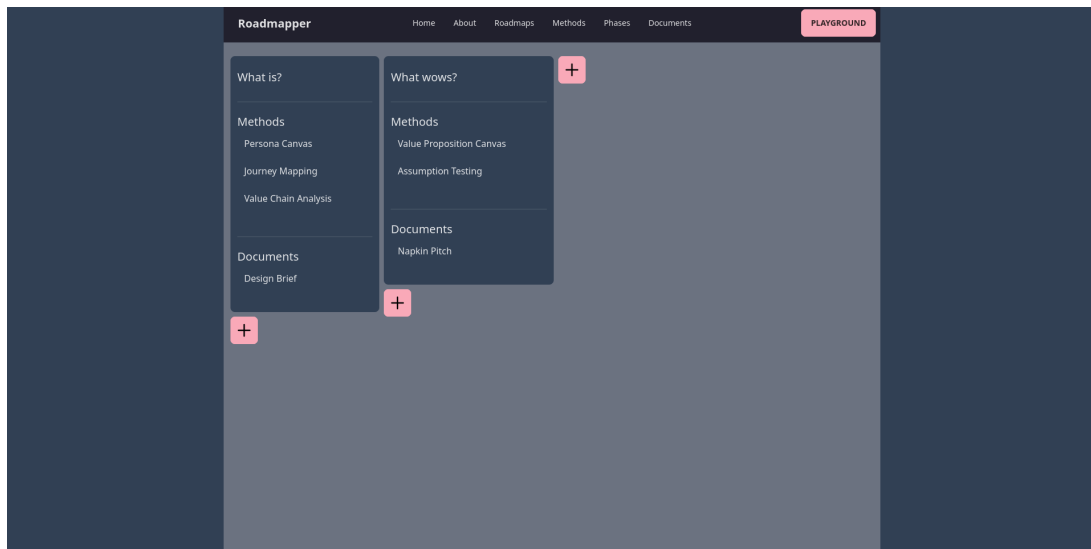 Roadmapper
Home About Roadmaps Methods Phases Documents
PLAYGROUND
What is?
Methods
Persona Canvas
Journey Mapping
Value Chain Analysis
Documents
Design Brief
+
What wows?
Methods
Value Proposition Canvas
Assumption Testing
Documents
Napkin Pitch
+
+